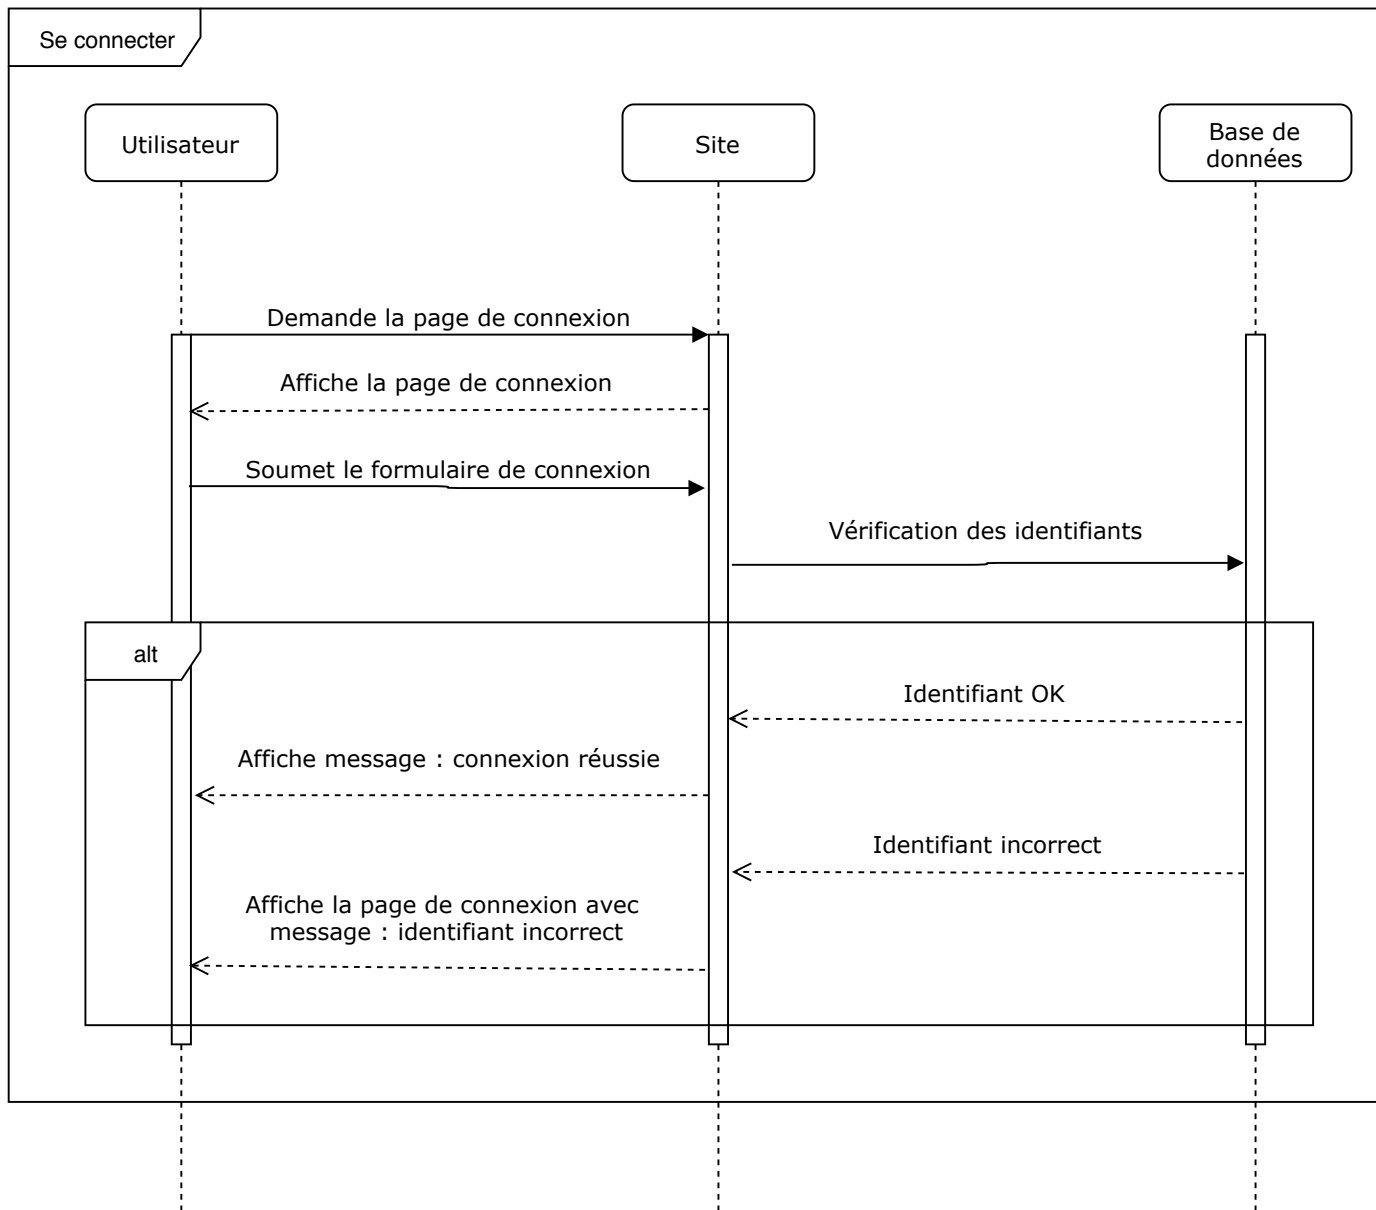 Se connecter
Utilisateur
Site
Base de
données
Demande la page de connexion
Affiche la page de connexion
Soumet le formulaire de connexion
Vérification des identifiants
alt
Identifiant OK
Affiche message : connexion réussie
Identifiant incorrect
Affiche la page de connexion avec
message : identifiant incorrect